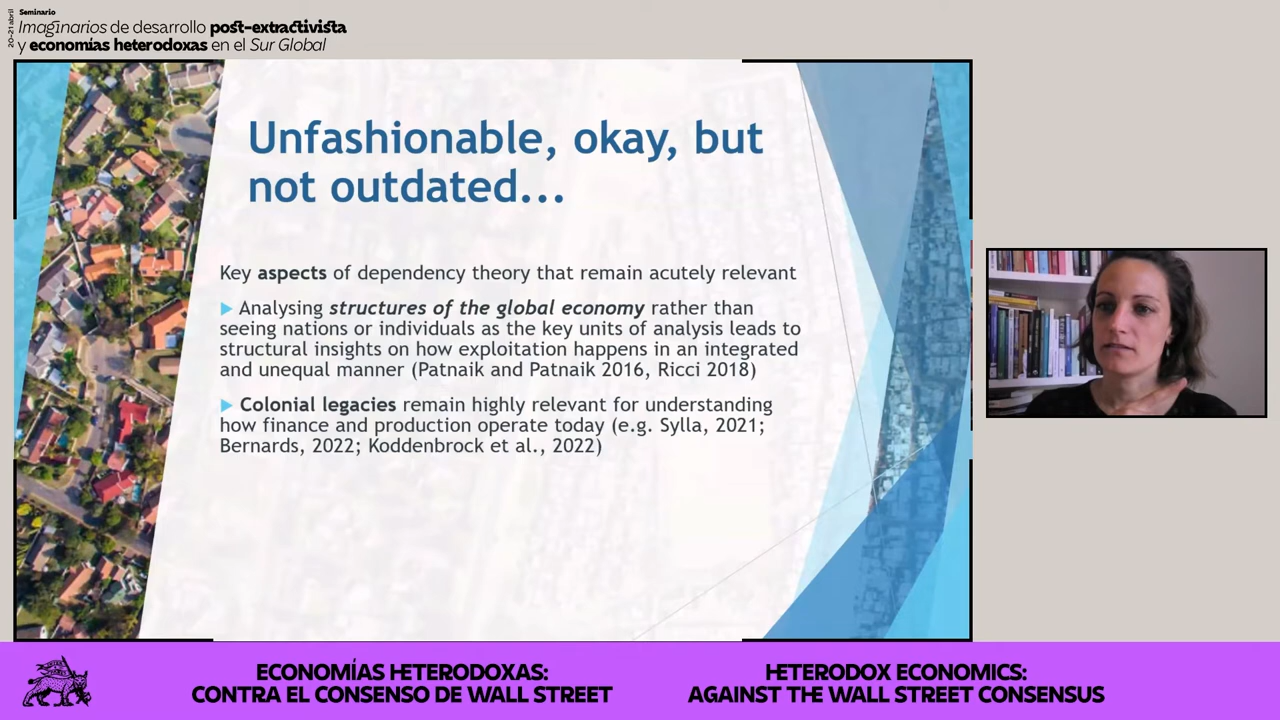 20–21 abril
Seminario
Imaginarios de desarrollo post-extractivista
y economías heterodoxas en el Sur Global
Unfashionable, okay, but
not outdated...
Key aspects of dependency theory that remain acutely relevant
Analysing structures of the global economy rather than
seeing nations or individuals as the key units of analysis leads to
structural insights on how exploitation happens in an integrated
and unequal manner (Patnaik and Patnaik 2016, Ricci 2018)
Colonial legacies remain highly relevant for understanding
how finance and production operate today (e.g. Sylla, 2021;
Bernards, 2022; Koddenbrock et al., 2022)
ECONOMÍAS HETERODOXAS:
CONTRA EL CONSENSO DE WALL STREET
HETERODOX ECONOMICS:
AGAINST THE WALL STREET CONSENSUS